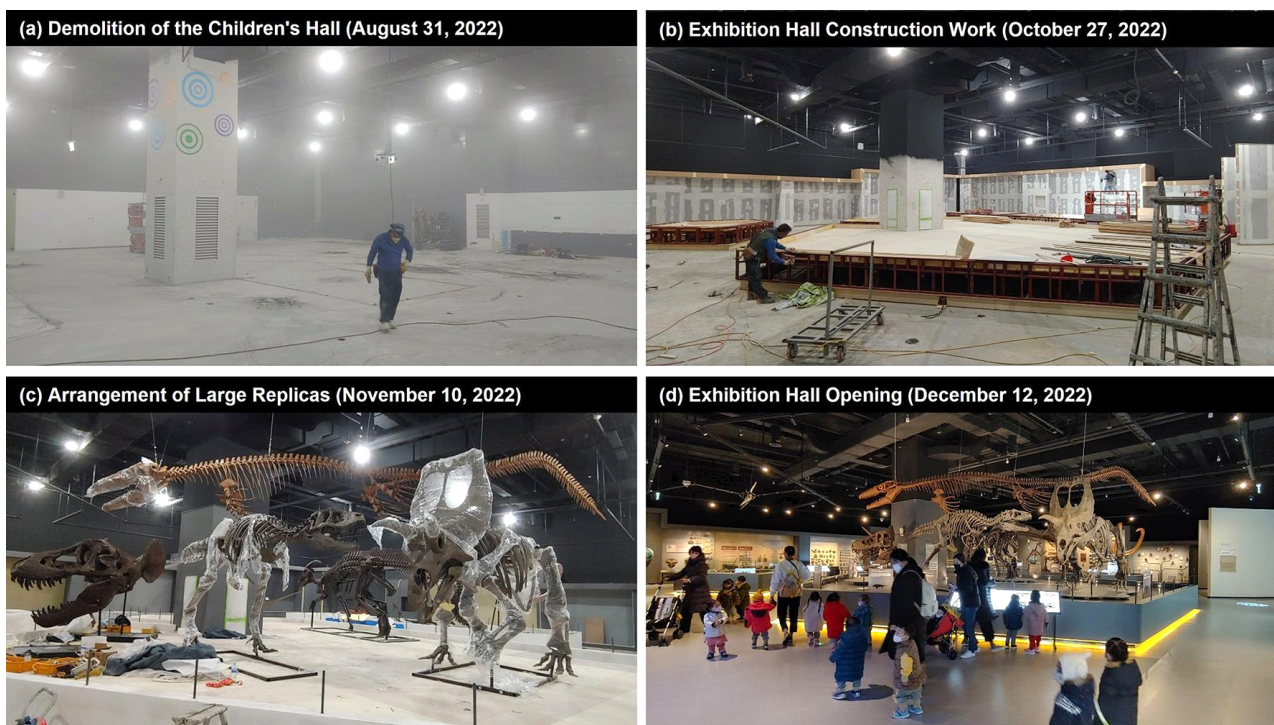 (a) Demolition of the Children's Hall (August 31, 2022)
(b) Exhibition Hall Construction Work (October 27, 2022)
(c) Arrangement of Large Replicas (November 10, 2022)
(d) Exhibition Hall Opening (December 12, 2022)